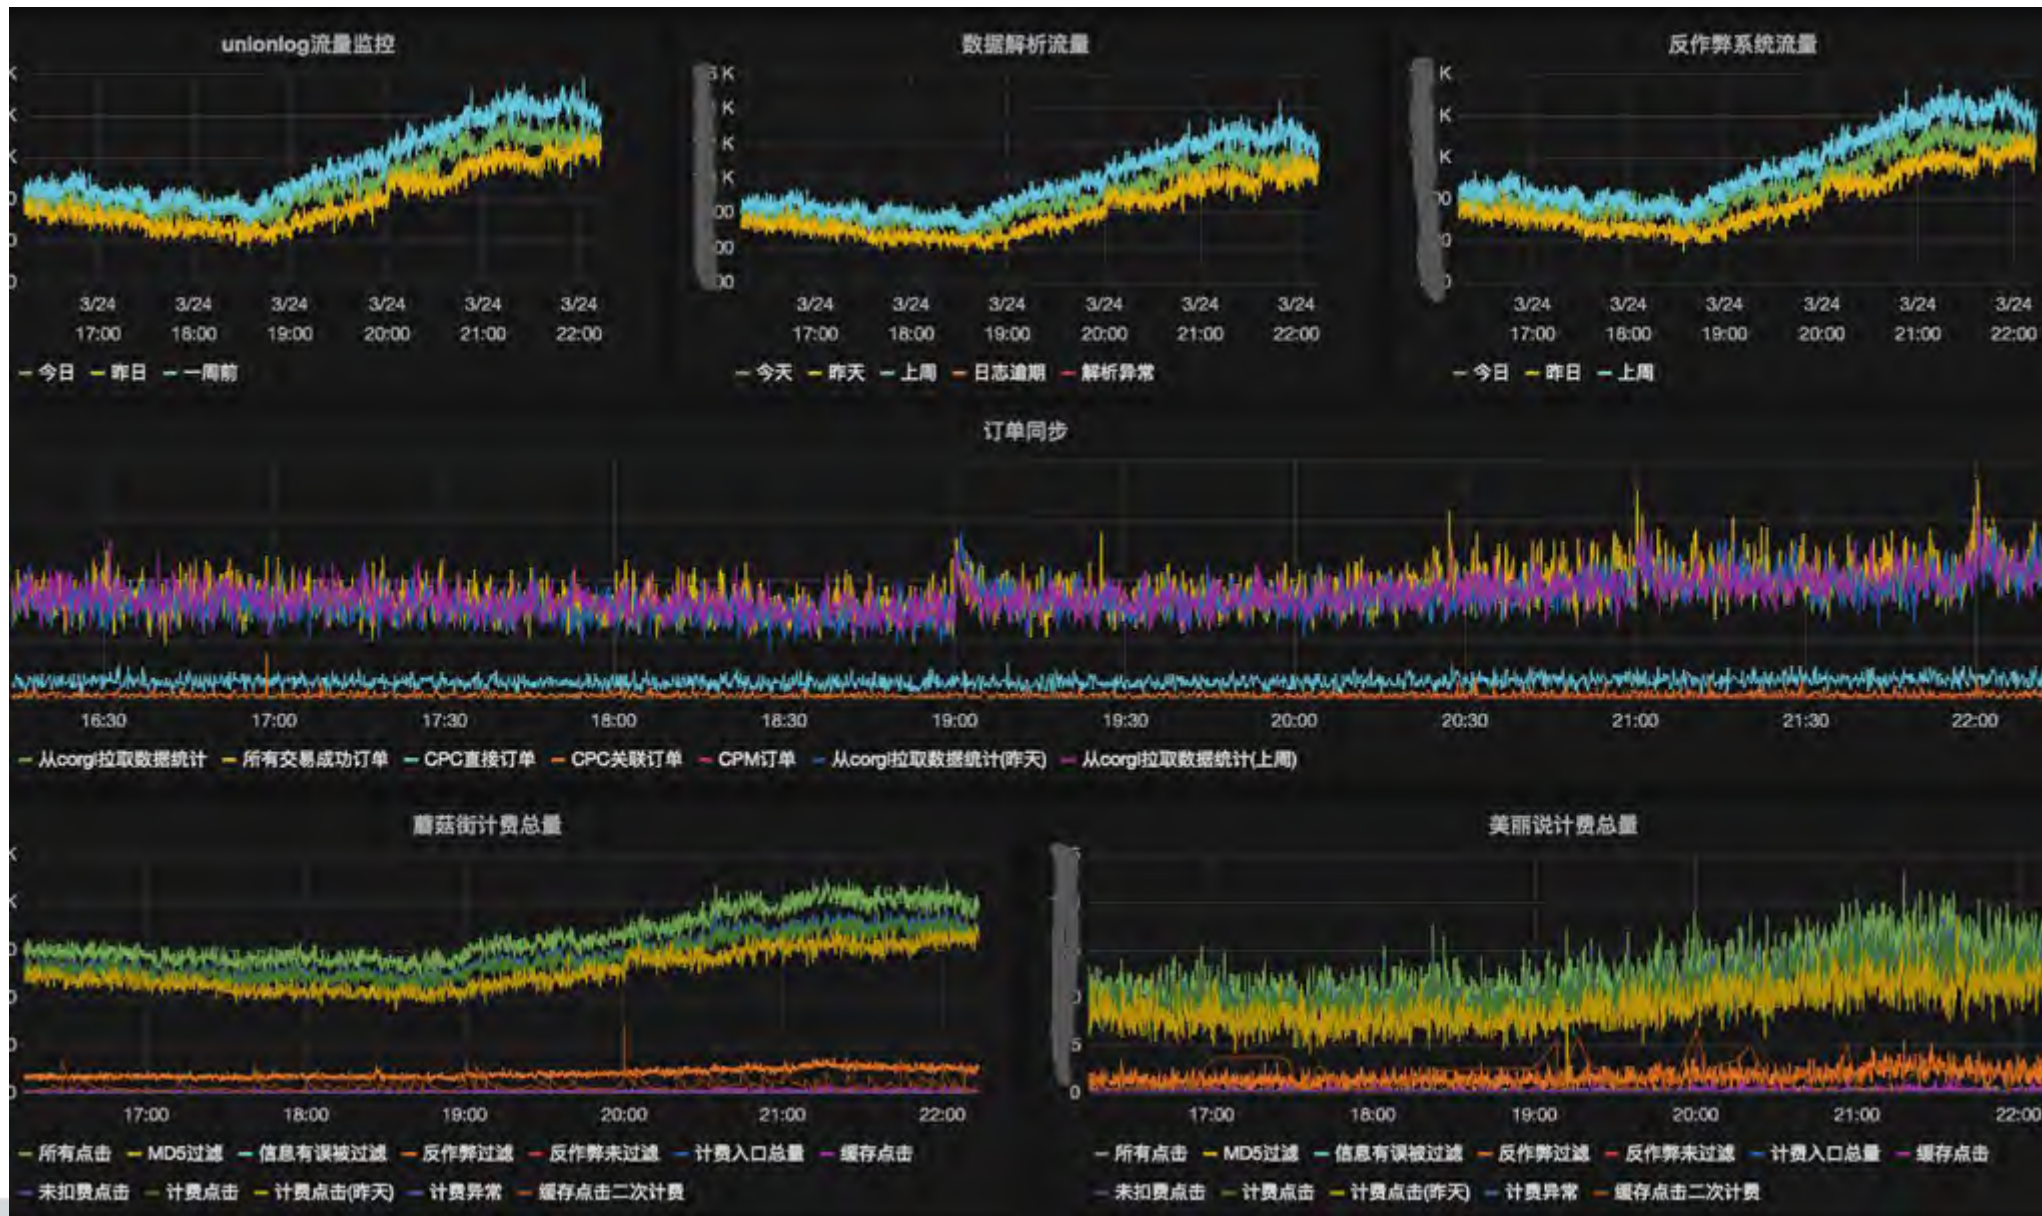 unionlog流量监控
数据解析流量
反作弊系统流量
K
K
K
0
0
0
3/24 3/24 3/24 3/24 3/24 3/24
17:00 18:00 19:00 20:00 21:00 22:00
今日 昨日 一周前
K
K
K
K
00
00
00
3/24 3/24 3/24 3/24 3/24 3/24
17:00 18:00 19:00 20:00 21:00 22:00
今天 昨天 上周 日志逾期 解析异常
K
K
K
00
0
0
3/24 3/24 3/24 3/24 3/24 3/24
17:00 18:00 19:00 20:00 21:00 22:00
今日 昨日 上周
订单同步
16:30 17:00 17:30 18:00 18:30 19:00 19:30 20:00 20:30 21:00 21:30 22:00
从corgi拉取数据统计 所有交易成功订单 CPC直接订单 CPC关联订单 CPM订单 从corgi拉取数据统计(昨天) 从corgi拉取数据统计(上周)
蘑菇街计费总量
K
K
0
0
0
0
17:00 18:00 19:00 20:00 21:00 22:00
所有点击 MD5过滤 信息有误被过滤 反作弊过滤 反作弊未过滤 计费入口总量 缓存点击
未扣费点击 计费点击 计费点击(昨天) 计费异常 缓存点击二次计费
美丽说计费总量
5
0
17:00 18:00 19:00 20:00 21:00 22:00
所有点击 MD5过滤 信息有误被过滤 反作弊过滤 反作弊未过滤 计费入口总量 缓存点击
未扣费点击 计费点击 计费点击(昨天) 计费异常 缓存点击二次计费